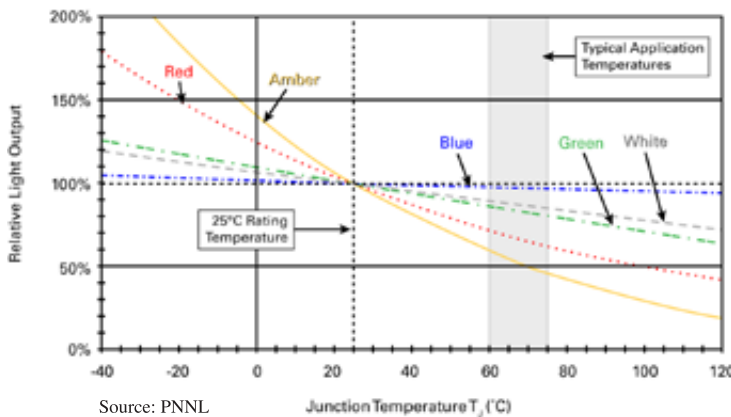 200%
150%
100%
50%
0%
Relative Light Output
Red
Amber
Blue
Green
White
Typical Application
Temperatures
25°C Rating
Temperature
-40
-20
0
20
40
60
80
100
120
Junction Temperature TJ (°C)
Source: PNNL